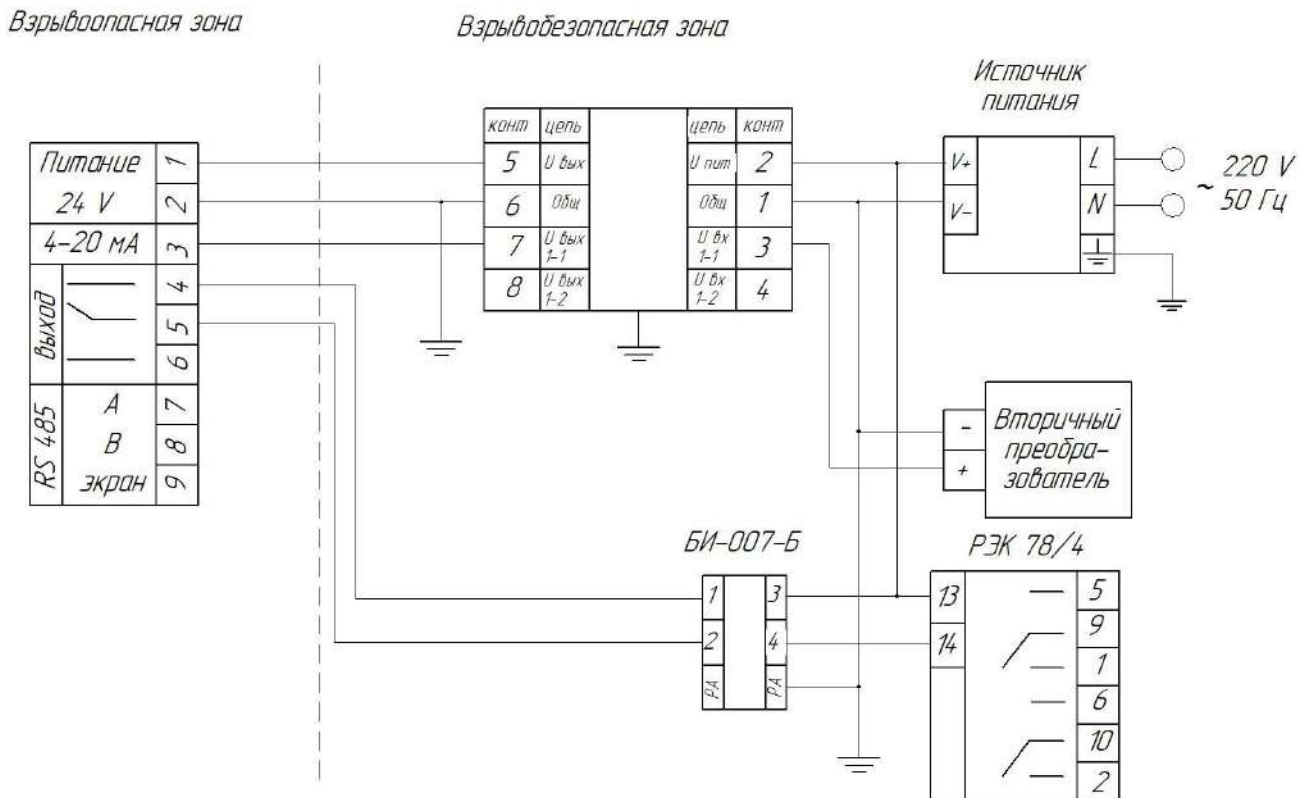 Взрывоопасная зона
Взрывобезопасная зона
Питание
24 V
4-20 мА
выход
RS 485
A
B
экран
1
2
3
4
5
6
7
8
9
конт цепь цепь конт
5 U вых U пит 2
6 Общ Общ 1
7 U вых 1-1 U вх 1-1 3
8 U вых 1-2 U вх 1-2 4
Источник
питания
V+ L
V- N
220 V
~ 50 Гц
-
+
Вторичный
преобра-
зователь
БИ-007-Б
1 3
2 4
PA PA
РЭК 78/4
13
14
5
9
1
6
10
2